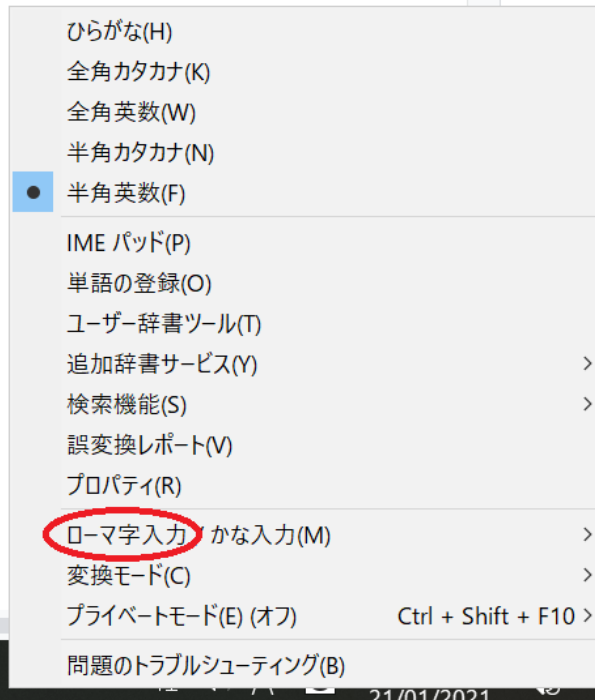 ひらがな(H)
全角カタカナ(K)
全角英数(W)
半角カタカナ(N)
半角英数(F)
IME パッド(P)
単語の登録(O)
ユーザー辞書ツール(T)
追加辞書サービス(Y)
検索機能(S)
誤変換レポート(V)
プロパティ(R)
ローマ字入力 / かな入力(M)
変換モード(C)
プライベートモード(E) (オフ) Ctrl + Shift + F10
問題のトラブルシューティング(B)
21/01/2021